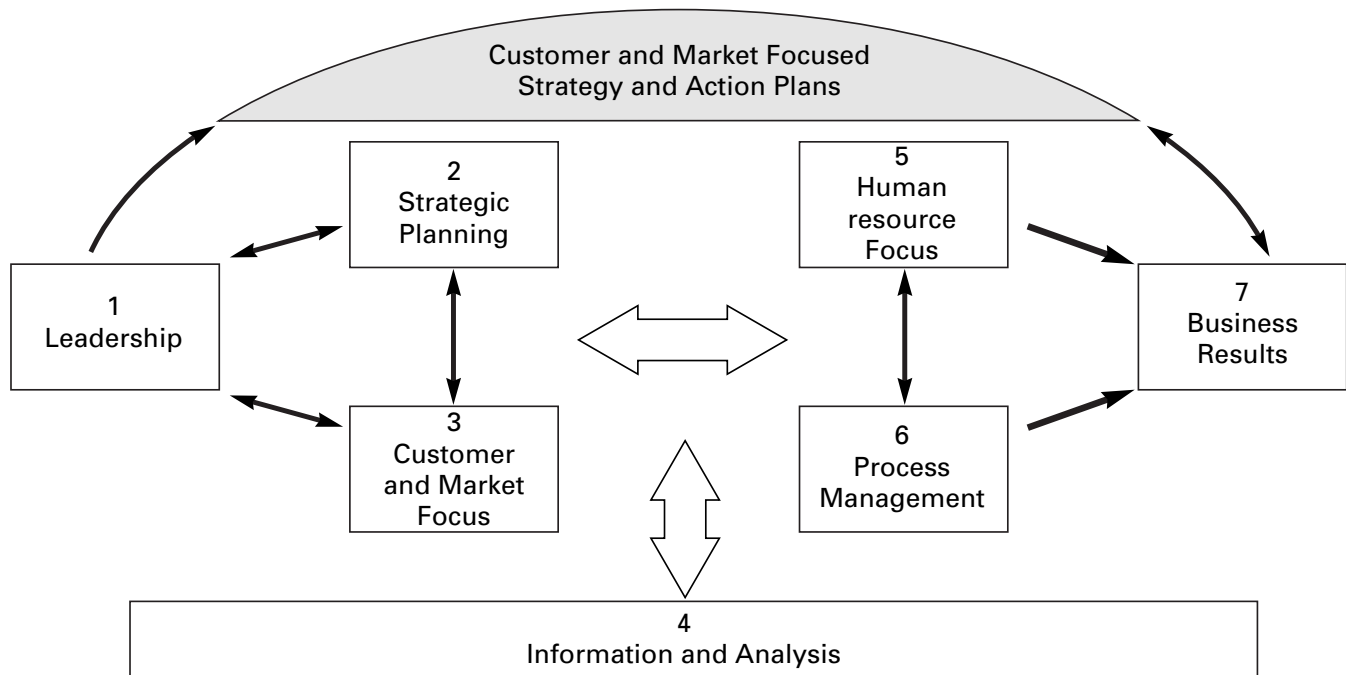 Customer and Market Focused
Strategy and Action Plans
1
Leadership
2
Strategic
Planning
3
Customer
and Market
Focus
5
Human
resource
Focus
6
Process
Management
7
Business
Results
4
Information and Analysis